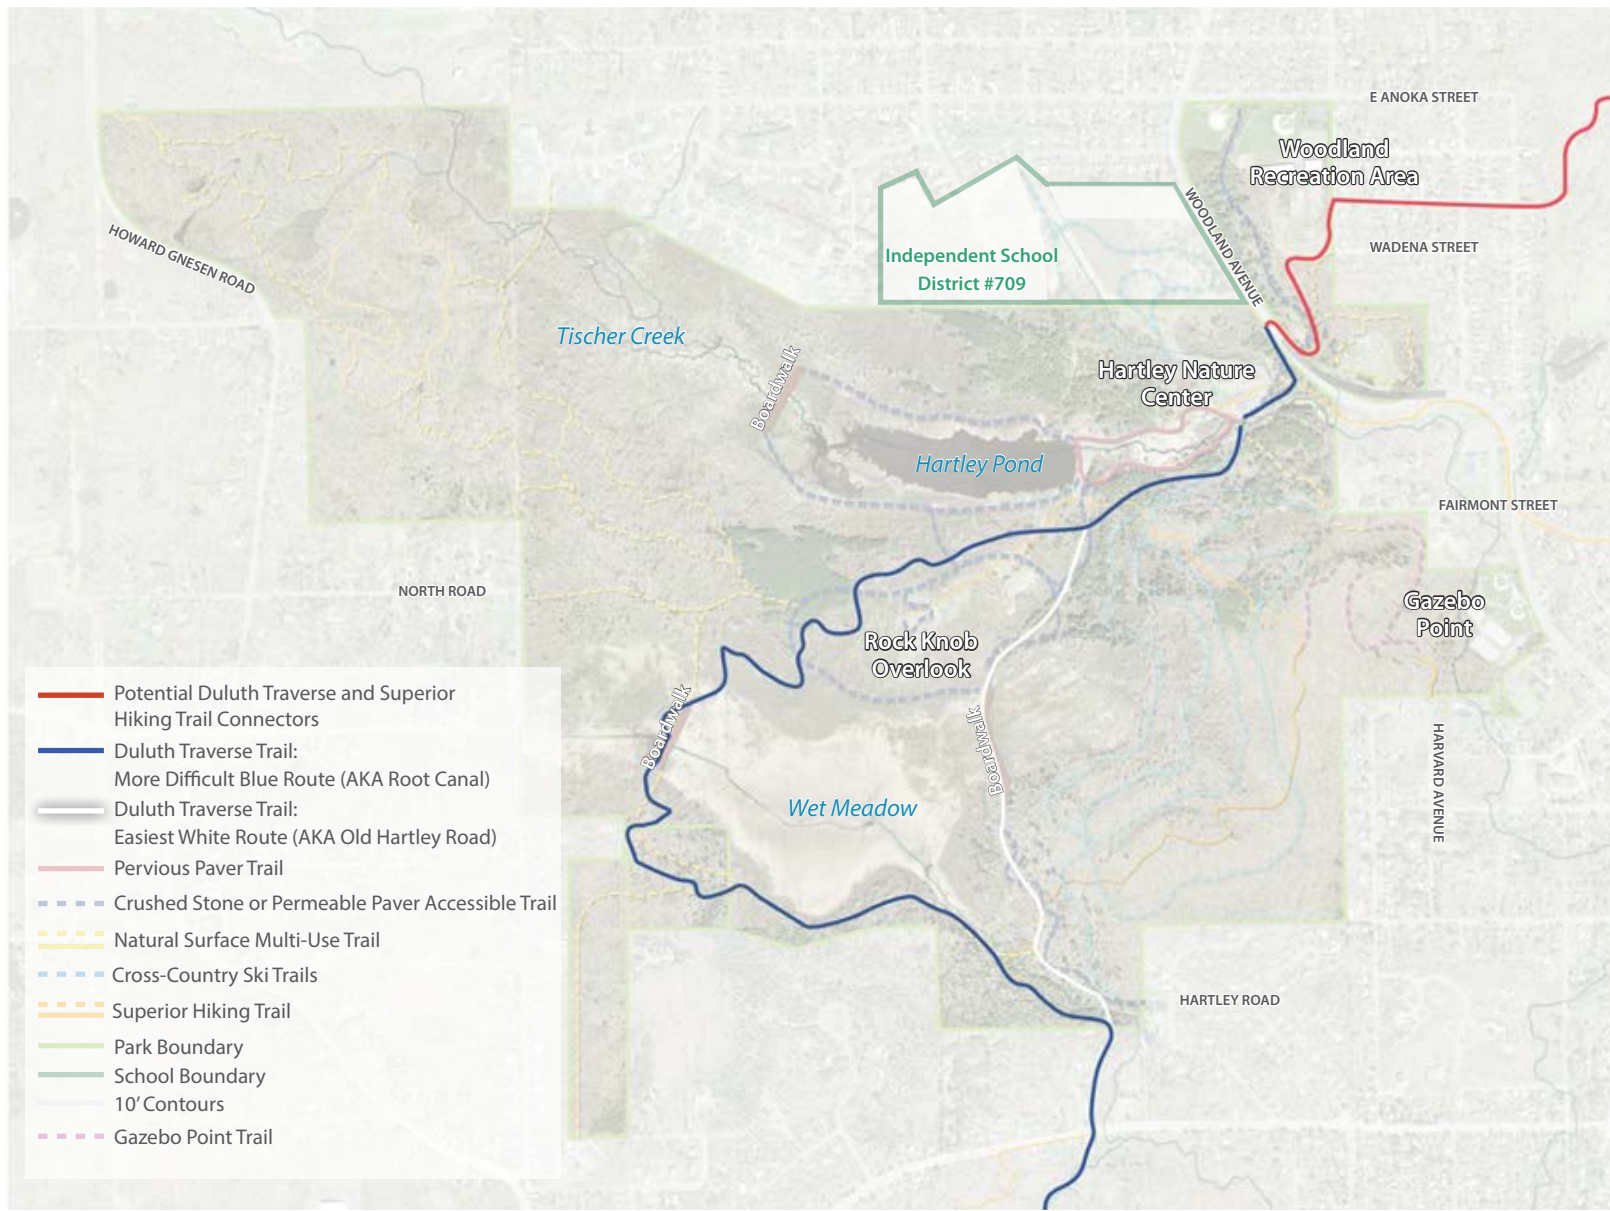 E ANOKA STREET
Woodland
Recreation Area
WOODLAND AVENUE
WADENA STREET
HOWARD GNESEN ROAD
Independent School
District #709
Tischer Creek
Boardwalk
Hartley Nature
Center
Hartley Pond
FAIRMONT STREET
NORTH ROAD
Gazebo
Point
Rock Knob
Overlook
Boardwalk
Boardwalk
HARVARD AVENUE
Wet Meadow
HARTLEY ROAD
Potential Duluth Traverse and Superior
Hiking Trail Connectors
Duluth Traverse Trail:
More Difficult Blue Route (AKA Root Canal)
Duluth Traverse Trail:
Easiest White Route (AKA Old Hartley Road)
Pervious Paver Trail
Crushed Stone or Permeable Paver Accessible Trail
Natural Surface Multi-Use Trail
Cross-Country Ski Trails
Superior Hiking Trail
Park Boundary
School Boundary
10’ Contours
Gazebo Point Trail